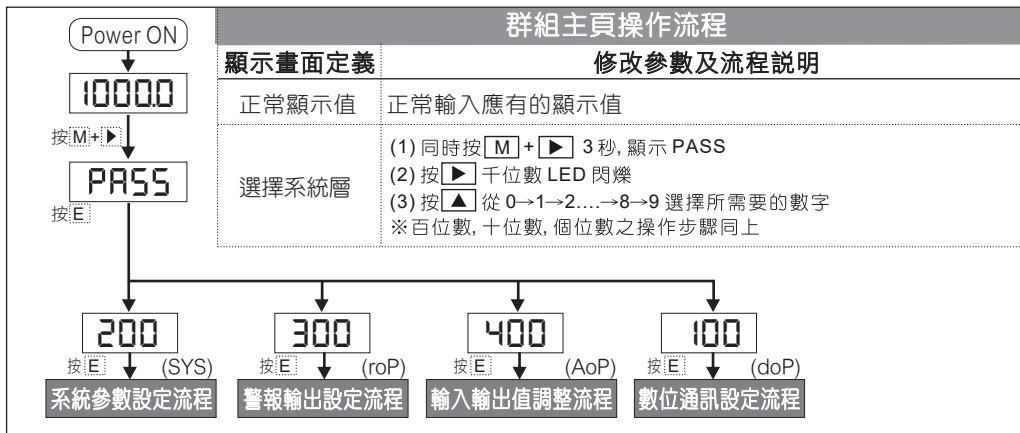 Power ON
1000.0
按M+▶
PASS
按E
群組主頁操作流程
顯示畫面定義 修改參數及流程説明
正常顯示值 正常輸入應有的顯示值
選擇系統層
(1) 同時按 M + ▶ 3 秒, 顯示 PASS
(2) 按 ▶ 千位數 LED 閃爍
(3) 按 ▲ 從 0→1→2....→8→9 選擇所需要的數字
※百位數, 十位數, 個位數之操作步驟同上
200 300 400 100
按E (SYS) 按E (roP) 按E (AoP) 按E (doP)
系統參數設定流程 警報輸出設定流程 輸入輸出值調整流程 數位通訊設定流程